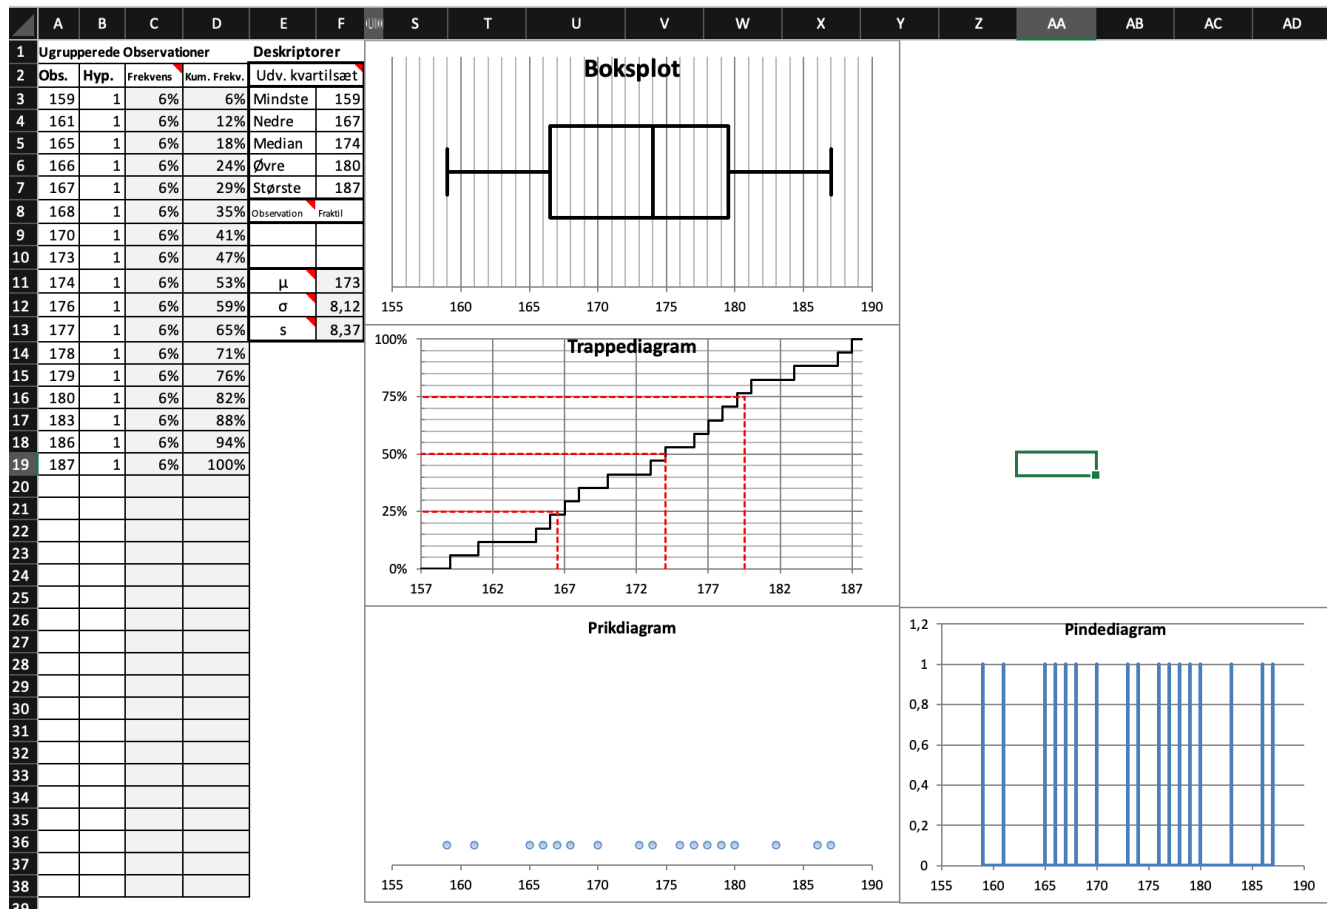 A B C D E F S T U V W X Y Z AA AB AC AD
1 Ugrupperede Observationer Deskriptorer
2 Obs. Hyp. Frekvens Kum. Frekv. Udv. kvartilsæt
3 159 1 6% 6% Mindste 159
4 161 1 6% 12% Nedre 167
5 165 1 6% 18% Median 174
6 166 1 6% 24% Øvre 180
7 167 1 6% 29% Største 187
8 168 1 6% 35% Observation Fraktil
9 170 1 6% 41%
10 173 1 6% 47%
11 174 1 6% 53% μ 173
12 176 1 6% 59% σ 8,12
13 177 1 6% 65% s 8,37
14 178 1 6% 71%
15 179 1 6% 76%
16 180 1 6% 82%
17 183 1 6% 88%
18 186 1 6% 94%
19 187 1 6% 100%
20
21
22
23
24
25
26
27
28
29
30
31
32
33
34
35
36
37
38
39
Boksplot
155 160 165 170 175 180 185 190
Trappediagram
100%
75%
50%
25%
0%
157 162 167 172 177 182 187
Prikdiagram
155 160 165 170 175 180 185 190
Pindediagram
1,2
1
0,8
0,6
0,4
0,2
0
155 160 165 170 175 180 185 190